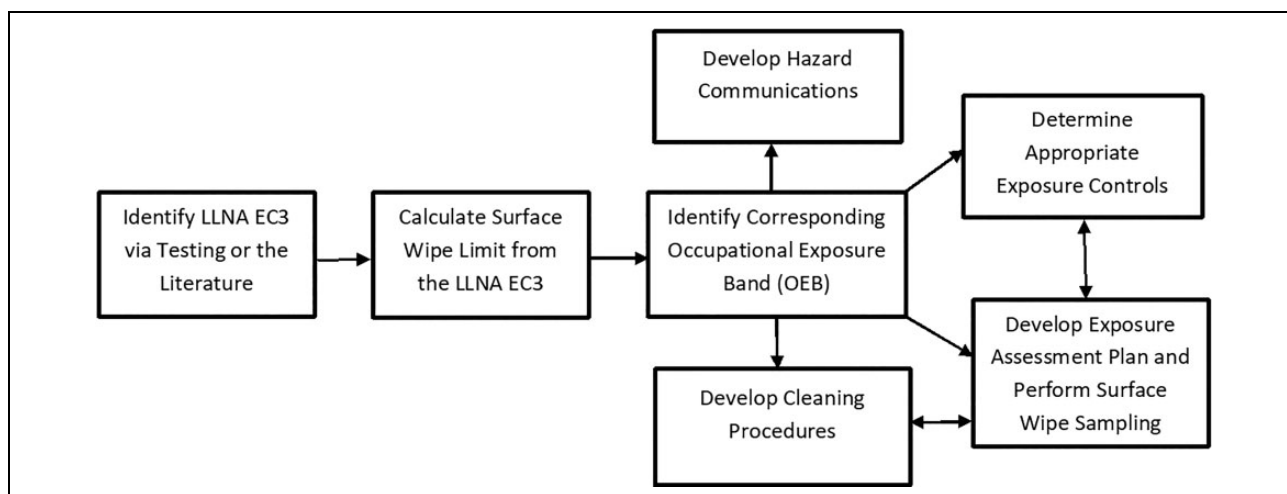 Develop Hazard
Communications
Determine
Appropriate
Exposure Controls
Identify LLNA EC3
via Testing or the
Literature
Calculate Surface
Wipe Limit from
the LLNA EC3
Identify Corresponding
Occupational Exposure
Band (OEB)
Develop Exposure
Assessment Plan and
Perform Surface
Wipe Sampling
Develop Cleaning
Procedures